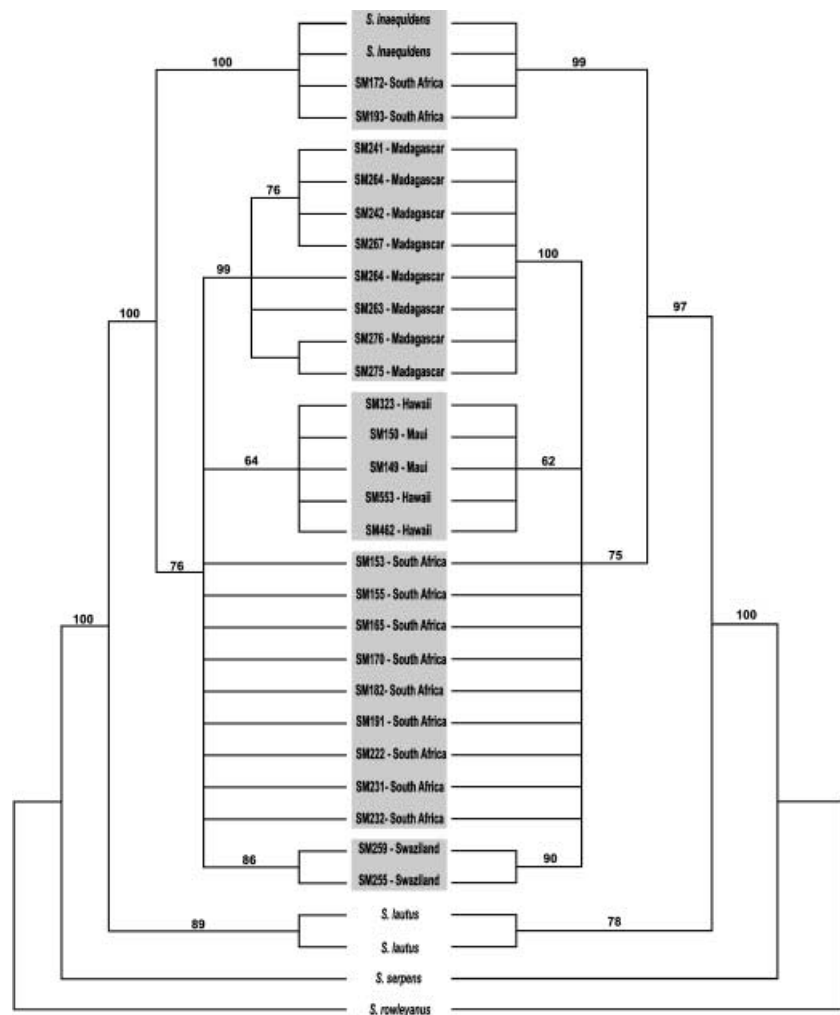 S. inaequidens
S. inaequidens
100
99
SM172- South Africa
SM193- South Africa
SM241 - Madagascar
SM264 - Madagascar
76
SM242 - Madagascar
SM267 - Madagascar
100
99
SM264 - Madagascar
SM263 - Madagascar
100
97
SM276 - Madagascar
SM275 - Madagascar
SM323 - Hawaii
SM150 - Maui
64
SM149 - Maui
62
SM553 - Hawaii
SM462 - Hawaii
76
SM153 - South Africa
75
SM155 - South Africa
100
SM165 - South Africa
100
SM170 - South Africa
SM182- South Africa
SM191 - South Africa
SM222 - South Africa
SM231- South Africa
SM232- South Africa
SM259 - Swaziland
86
90
SM255 - Swaziland
S. lautus
89
78
S. lautus
S. serpens
S. rowleyanus